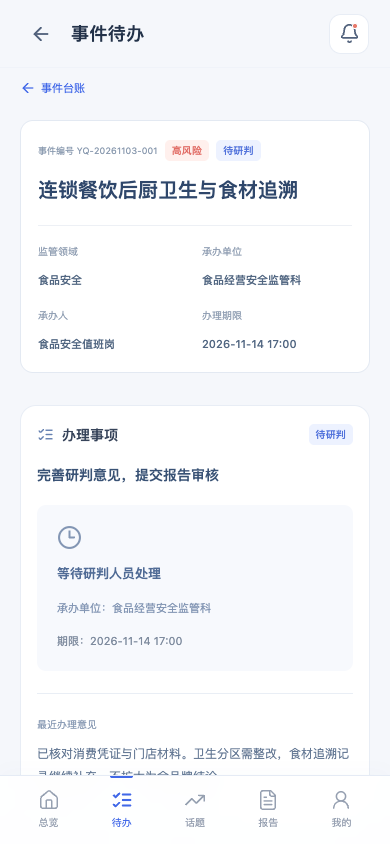 事件待办
事件台账
事件编号 YQ-20261103-001 高风险 待研判
连锁餐饮后厨卫生与食材追溯
监管领域 承办单位
食品安全 食品经营安全监管科
承办人 办理期限
食品安全值班岗 2026-11-14 17:00
办理事项 待研判
完善研判意见，提交报告审核
等待研判人员处理
承办单位：食品经营安全监管科
期限：2026-11-14 17:00
最近办理意见
已核对消费凭证与门店材料。卫生分区需整改，食材追溯记
总览 待办 话题 报告 我的